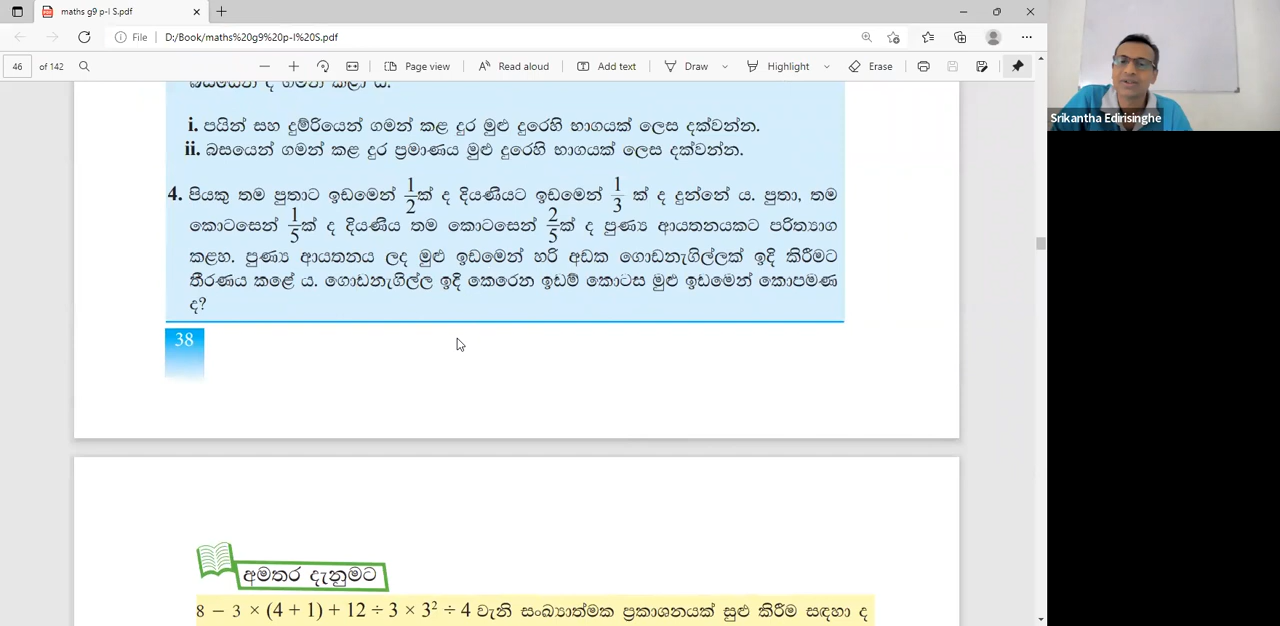 maths g9 p-I S.pdf
File D:/Book/maths%20g9%20p-I%20S.pdf
46 of 142 Page view Read aloud Add text Draw Highlight Erase
Srikantha Edirisinghe
බසයෙන් ද ගමන් කළා ය.
i. පයින් සහ දුම්රියෙන් ගමන් කළ දුර මුළු දුරෙහි භාගයක් ලෙස දක්වන්න.
ii. බසයෙන් ගමන් කළ දුර ප්‍රමාණය මුළු දුරෙහි භාගයක් ලෙස දක්වන්න.
4. පියකු තම පුතාට ඉඩමෙන් 1/2ක් ද දියණියට ඉඩමෙන් 1/3 ක් ද දුන්නේ ය. පුතා, තම
කොටසෙන් 1/5ක් ද දියණිය තම කොටසෙන් 2/5ක් ද පුණ්‍ය ආයතනයකට පරිත්‍යාග
කළහ. පුණ්‍ය ආයතනය ලද මුළු ඉඩමෙන් හරි අඩක ගොඩනැගිල්ලක් ඉදි කිරීමට
තීරණය කළේ ය. ගොඩනැගිල්ල ඉදි කෙරෙන ඉඩම් කොටස මුළු ඉඩමෙන් කොපමණ
ද?
38
අමතර දැනුමට
8 − 3 × (4 + 1) + 12 ÷ 3 × 3² ÷ 4 වැනි සංඛ්‍යාත්මක ප්‍රකාශනයක් සුළු කිරීම සඳහා ද